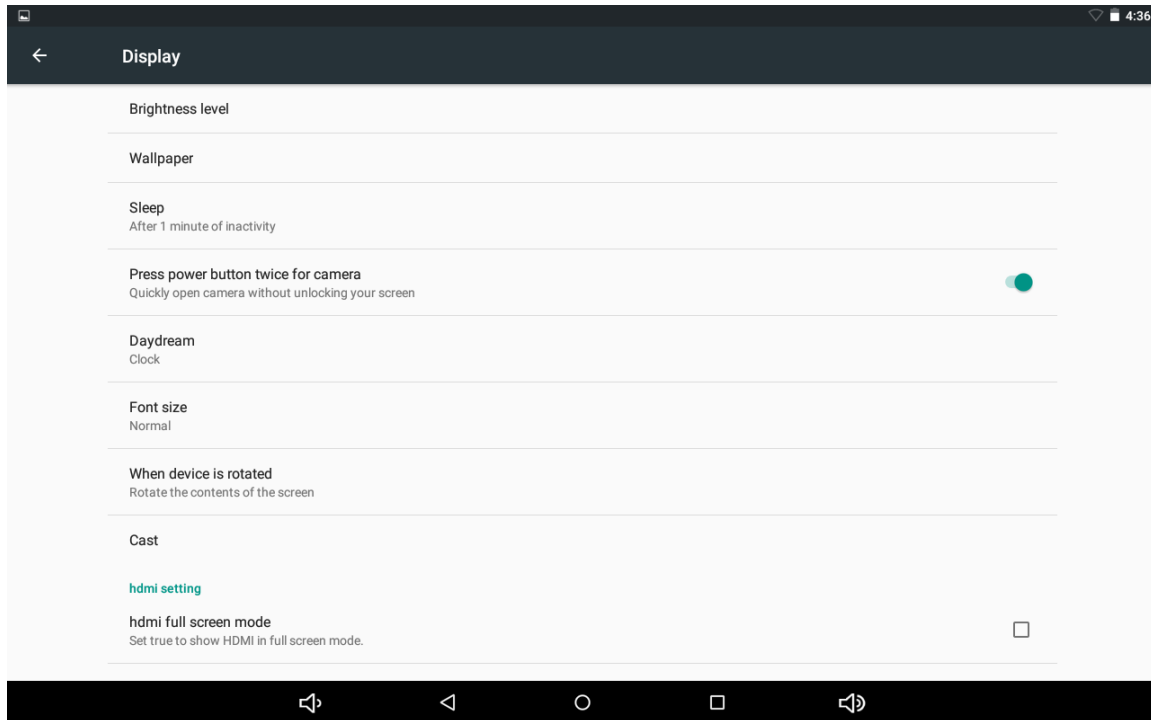 4:36
Display
Brightness level
Wallpaper
Sleep
After 1 minute of inactivity
Press power button twice for camera
Quickly open camera without unlocking your screen
Daydream
Clock
Font size
Normal
When device is rotated
Rotate the contents of the screen
Cast
hdmi setting
hdmi full screen mode
Set true to show HDMI in full screen mode.